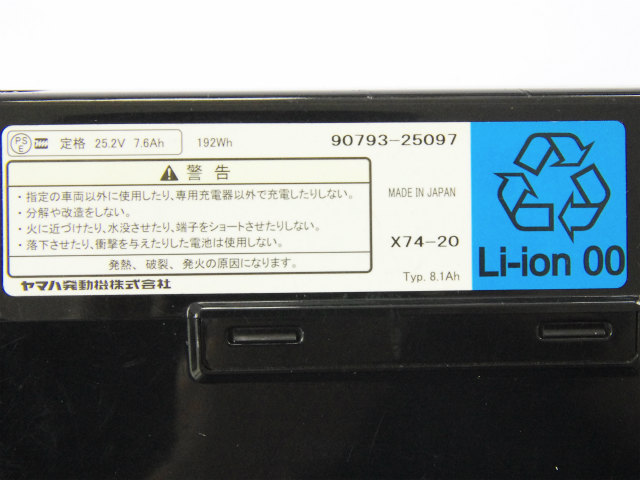 PS
E
定格 25.2V 7.6Ah 192Wh
90793-25097
警告
・指定の車両以外に使用したり、専用充電器以外で充電したりしない。
・分解や改造をしない。
・火に近づけたり、水没させたり、端子をショートさせたりしない。
・落下させたり、衝撃を与えたりした電池は使用しない。
発熱、破裂、発火の原因になります。
ヤマハ発動機株式会社
MADE IN JAPAN
X74-20
Typ. 8.1Ah
Li-ion 00